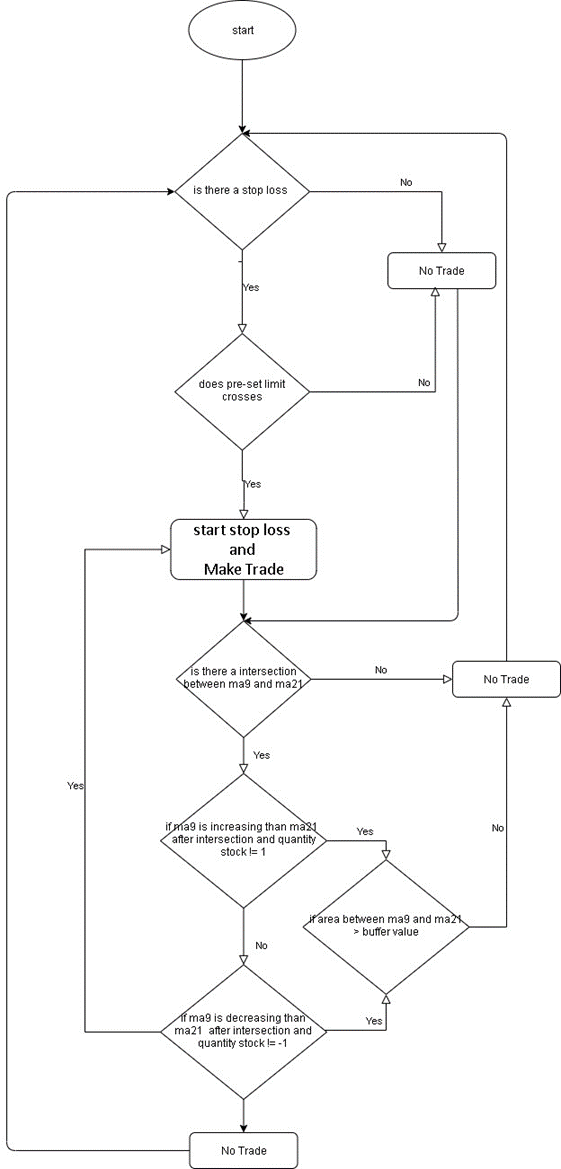 start
is there a stop loss
No
No Trade
Yes
does pre-set limit
crosses
No
Yes
start stop loss
and
Make Trade
is there a intersection
between ma9 and ma21
No
No Trade
Yes
Yes
if ma9 is increasing than ma21
after intersection and quantity
stock != 1
Yes
No
if area between ma9 and ma21
> buffer value
No
if ma9 is decreasing than
ma21 after intersection and
quantity stock != -1
Yes
No Trade